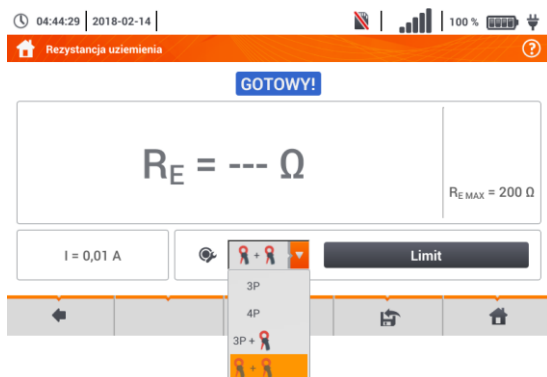 04:44:29 2018-02-14 100 %
Rezystancja uziemienia
GOTOWY!
RE = --- Ω
RE MAX = 200 Ω
I = 0,01 A + Limit
3P
4P
3P +
+